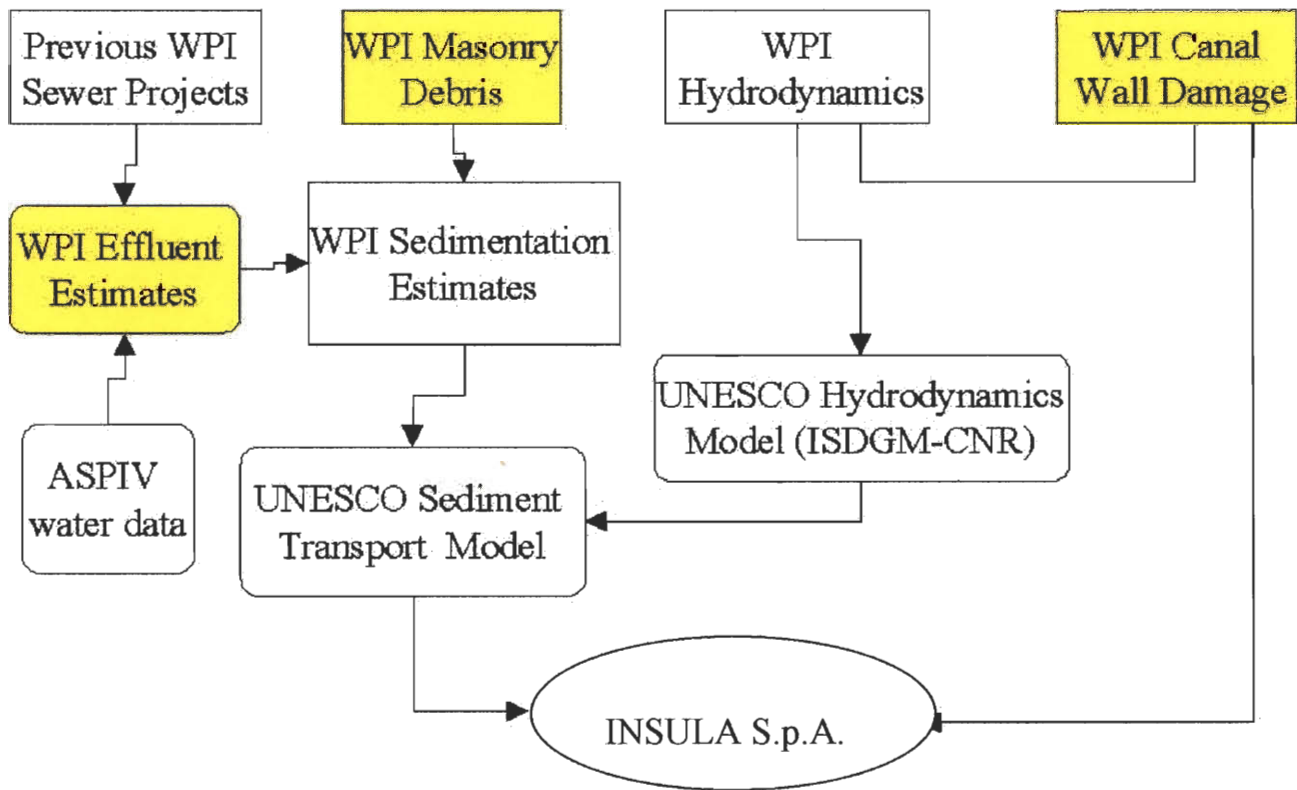 Previous WPI
Sewer Projects
WPI Masonry
Debris
WPI
Hydrodynamics
WPI Canal
Wall Damage
WPI Effluent
Estimates
WPI Sedimentation
Estimates
UNESCO Hydrodynamics
Model (ISDGM-CNR)
ASPIV
water data
UNESCO Sediment
Transport Model
INSULA S.p.A.